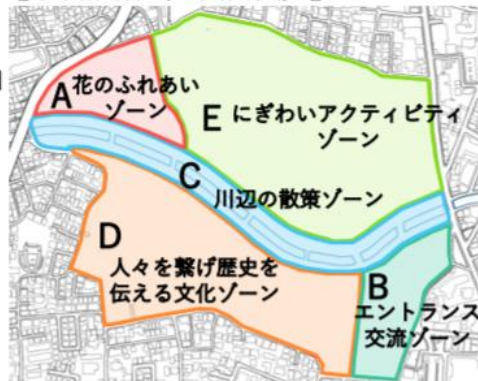 A 花のふれあい
ゾーン
E にぎわいアクティビティ
ゾーン
C 川辺の散策ゾーン
D
人々を繋げ歴史を
伝える文化ゾーン
B
エントランス
交流ゾーン